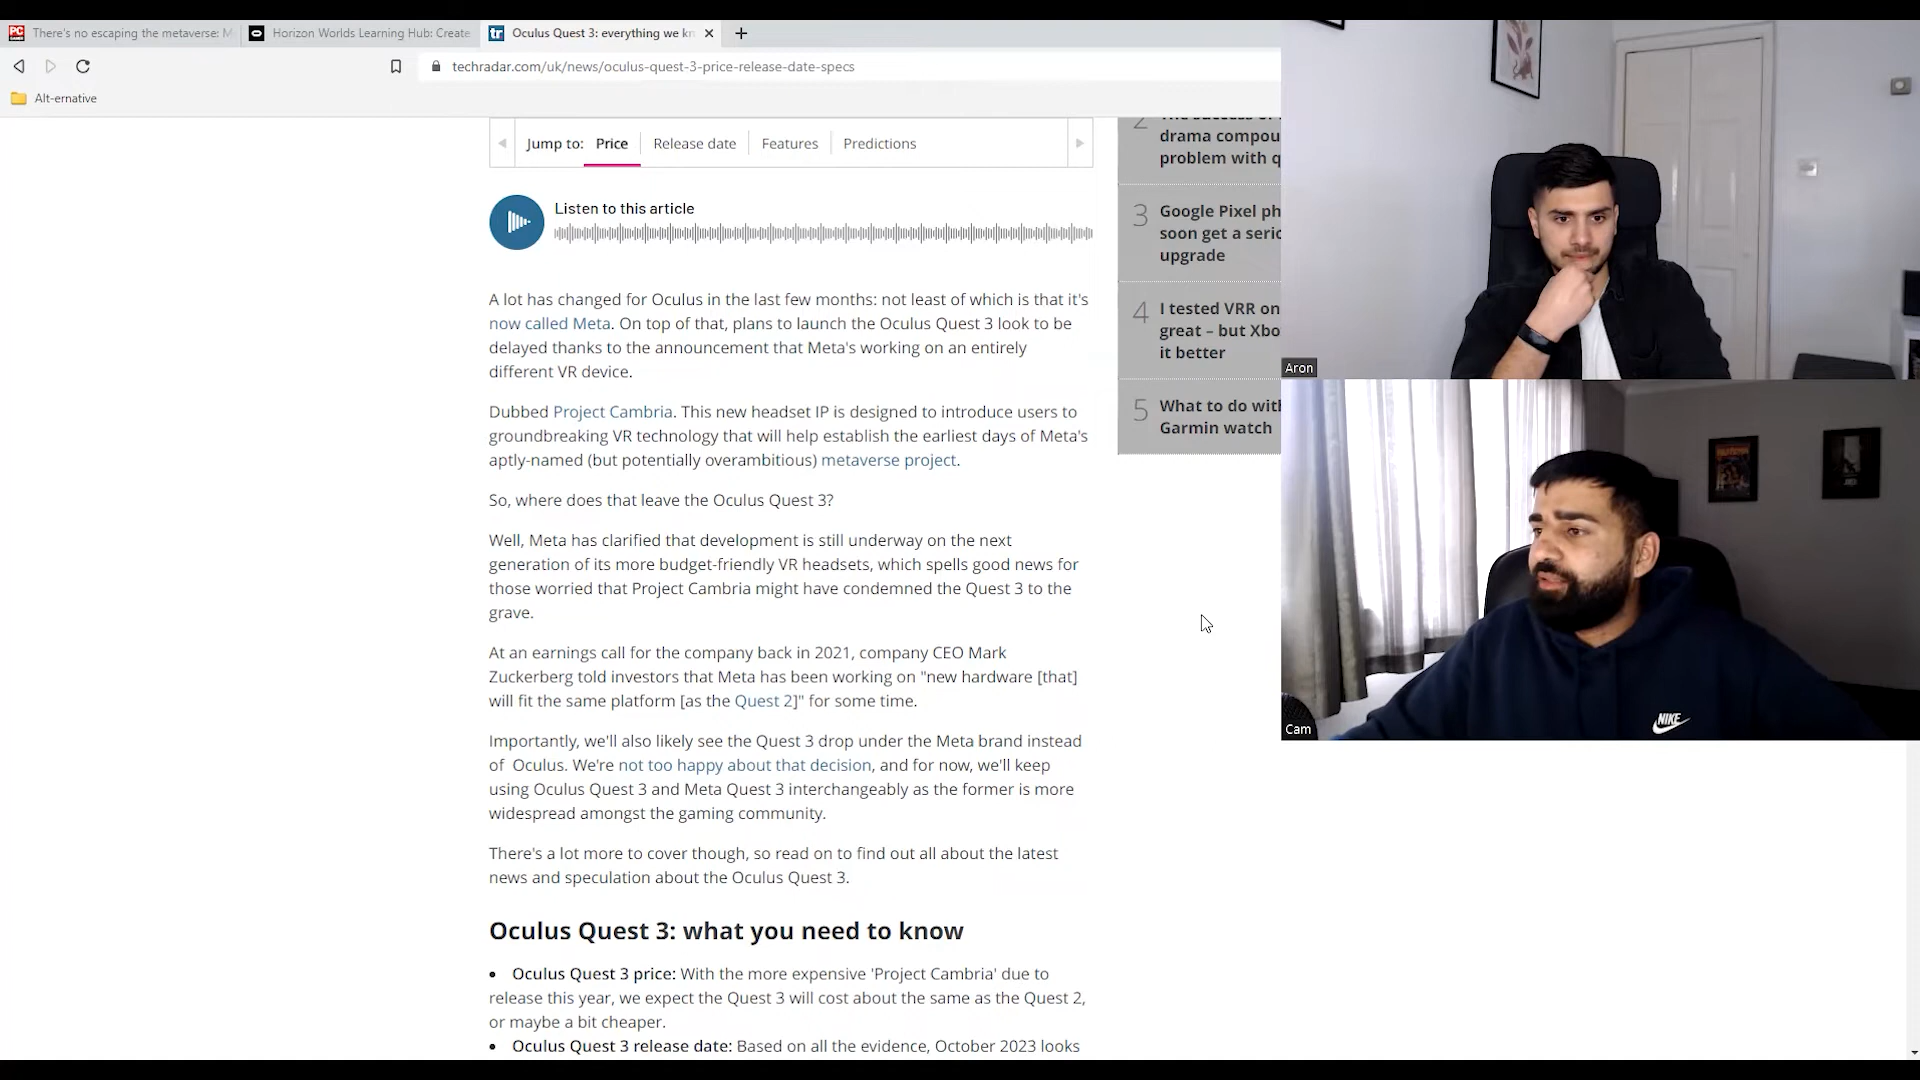 There's no escaping the metaverse: M
Horizon Worlds Learning Hub: Create
tr
Oculus Quest 3: everything we kn
techradar.com/uk/news/oculus-quest-3-price-release-date-specs
Alt-ernative
Jump to: Price Release date Features Predictions
Listen to this article
A lot has changed for Oculus in the last few months: not least of which is that it's
now called Meta. On top of that, plans to launch the Oculus Quest 3 look to be
delayed thanks to the announcement that Meta's working on an entirely
different VR device.
Dubbed Project Cambria. This new headset IP is designed to introduce users to
groundbreaking VR technology that will help establish the earliest days of Meta's
aptly-named (but potentially overambitious) metaverse project.
So, where does that leave the Oculus Quest 3?
Well, Meta has clarified that development is still underway on the next
generation of its more budget-friendly VR headsets, which spells good news for
those worried that Project Cambria might have condemned the Quest 3 to the
grave.
At an earnings call for the company back in 2021, company CEO Mark
Zuckerberg told investors that Meta has been working on "new hardware [that]
will fit the same platform [as the Quest 2]" for some time.
Importantly, we'll also likely see the Quest 3 drop under the Meta brand instead
of Oculus. We're not too happy about that decision, and for now, we'll keep
using Oculus Quest 3 and Meta Quest 3 interchangeably as the former is more
widespread amongst the gaming community.
There's a lot more to cover though, so read on to find out all about the latest
news and speculation about the Oculus Quest 3.
Oculus Quest 3: what you need to know
• Oculus Quest 3 price: With the more expensive 'Project Cambria' due to
release this year, we expect the Quest 3 will cost about the same as the Quest 2,
or maybe a bit cheaper.
• Oculus Quest 3 release date: Based on all the evidence, October 2023 looks
2
drama compou
problem with q
3
Google Pixel ph
soon get a seric
upgrade
4
I tested VRR on
great – but Xbo
it better
5
What to do with
Garmin watch
Aron
NIKE
Cam